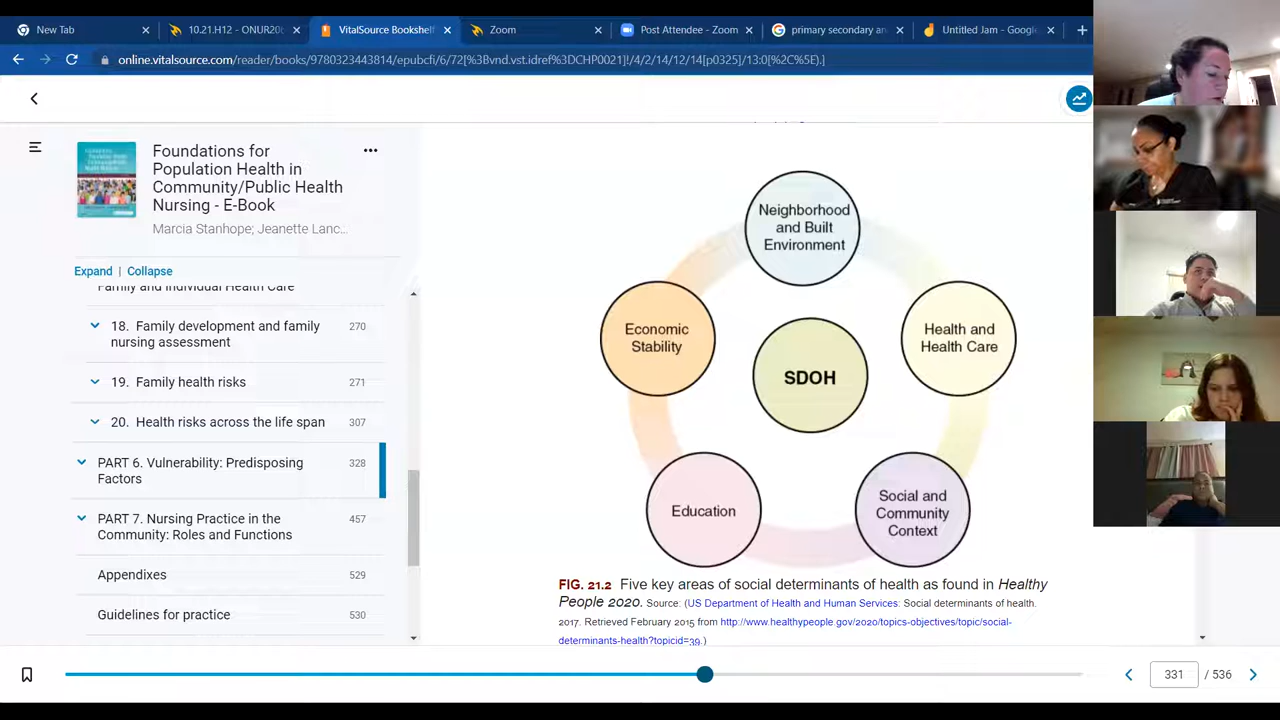 New Tab
10.21.H12 - ONUR20
VitalSource Bookshelf
Zoom
Post Attendee - Zoom
primary secondary an
Untitled Jam - Google
online.vitalsource.com/reader/books/9780323443814/epubcfi/6/72[%3Bvnd.vst.idref%3DCHP0021]!/4/2/14/12/14[p0325]/13:0[%2C%5E).]
Foundations for
Population Health in
Community/Public Health
Nursing - E-Book
Marcia Stanhope; Jeanette Lanc...
Expand | Collapse
Family and Individual Health Care
18. Family development and family 270
nursing assessment
19. Family health risks 271
20. Health risks across the life span 307
PART 6. Vulnerability: Predisposing 328
Factors
PART 7. Nursing Practice in the 457
Community: Roles and Functions
Appendixes 529
Guidelines for practice 530
Neighborhood
and Built
Environment
Economic
Stability
Health and
Health Care
SDOH
Education
Social and
Community
Context
FIG. 21.2 Five key areas of social determinants of health as found in Healthy
People 2020. Source: (US Department of Health and Human Services: Social determinants of health.
2017. Retrieved February 2015 from http://www.healthypeople.gov/2020/topics-objectives/topic/social-
determinants-health?topicid=39.)
331 / 536